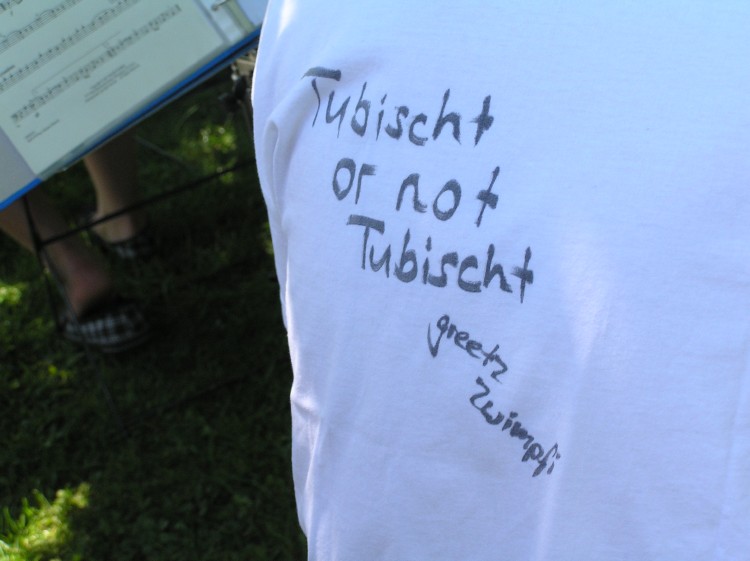 Tubischt
or not
Tubischt
greetz
zwimpfi